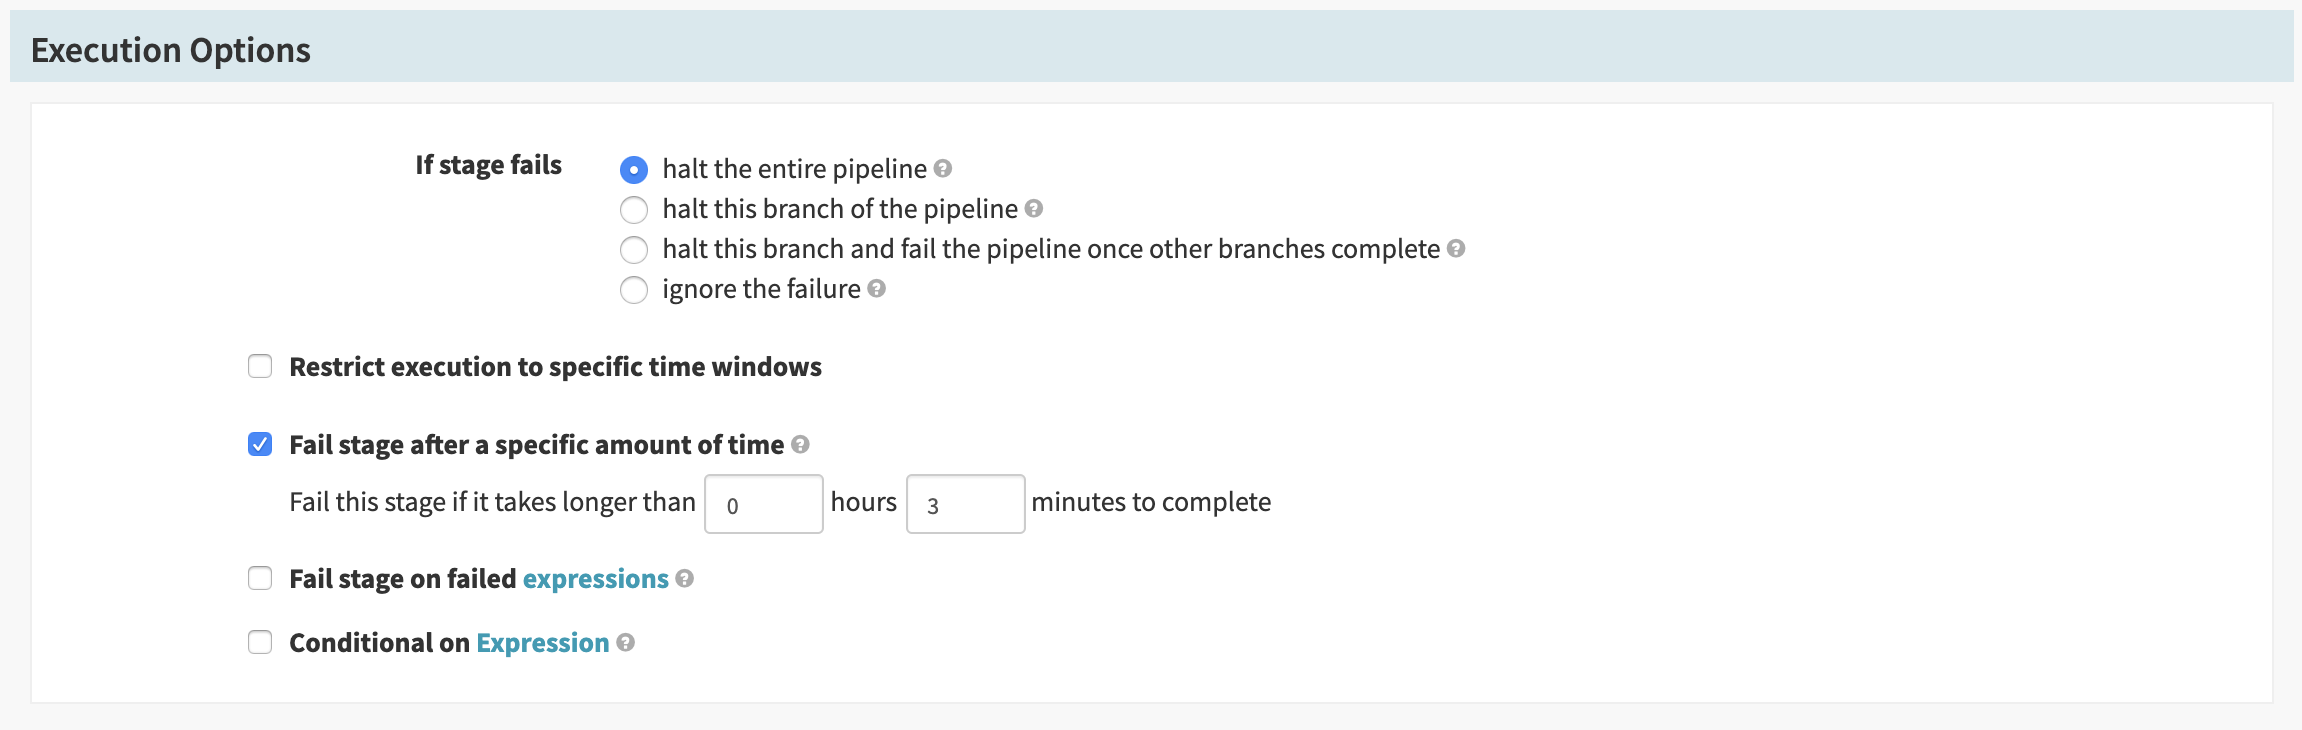 Execution Options
If stage fails
halt the entire pipeline ?
halt this branch of the pipeline ?
halt this branch and fail the pipeline once other branches complete ?
ignore the failure ?
Restrict execution to specific time windows
Fail stage after a specific amount of time ?
Fail this stage if it takes longer than 0 hours 3 minutes to complete
Fail stage on failed expressions ?
Conditional on Expression ?